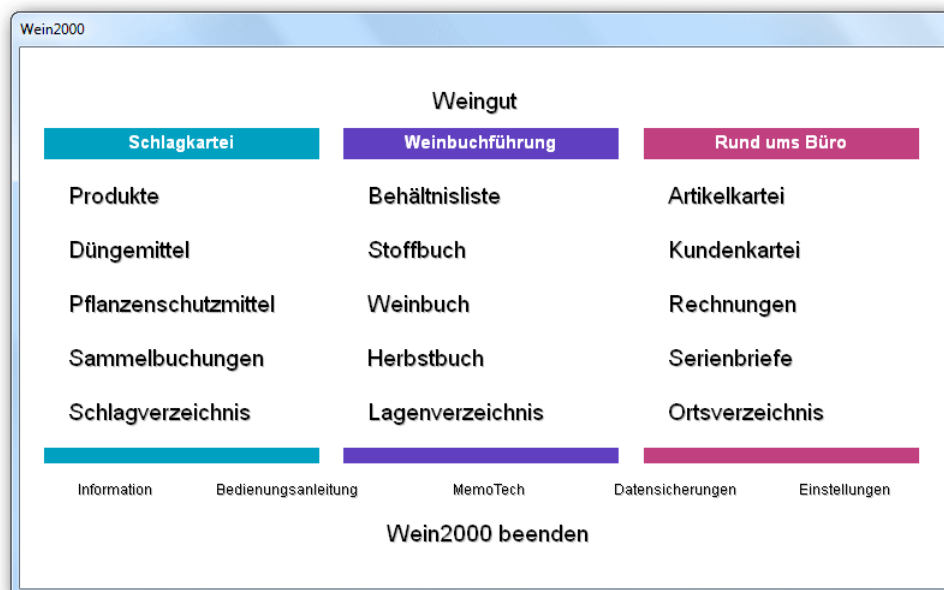 Wein2000
Weingut
Schlagkartei Weinbuchführung Rund ums Büro
Produkte Behältnisliste Artikelkartei
Düngemittel Stoffbuch Kundenkartei
Pflanzenschutzmittel Weinbuch Rechnungen
Sammelbuchungen Herbstbuch Serienbriefe
Schlagverzeichnis Lagenverzeichnis Ortsverzeichnis
Information Bedienungsanleitung MemoTech Datensicherungen Einstellungen
Wein2000 beenden